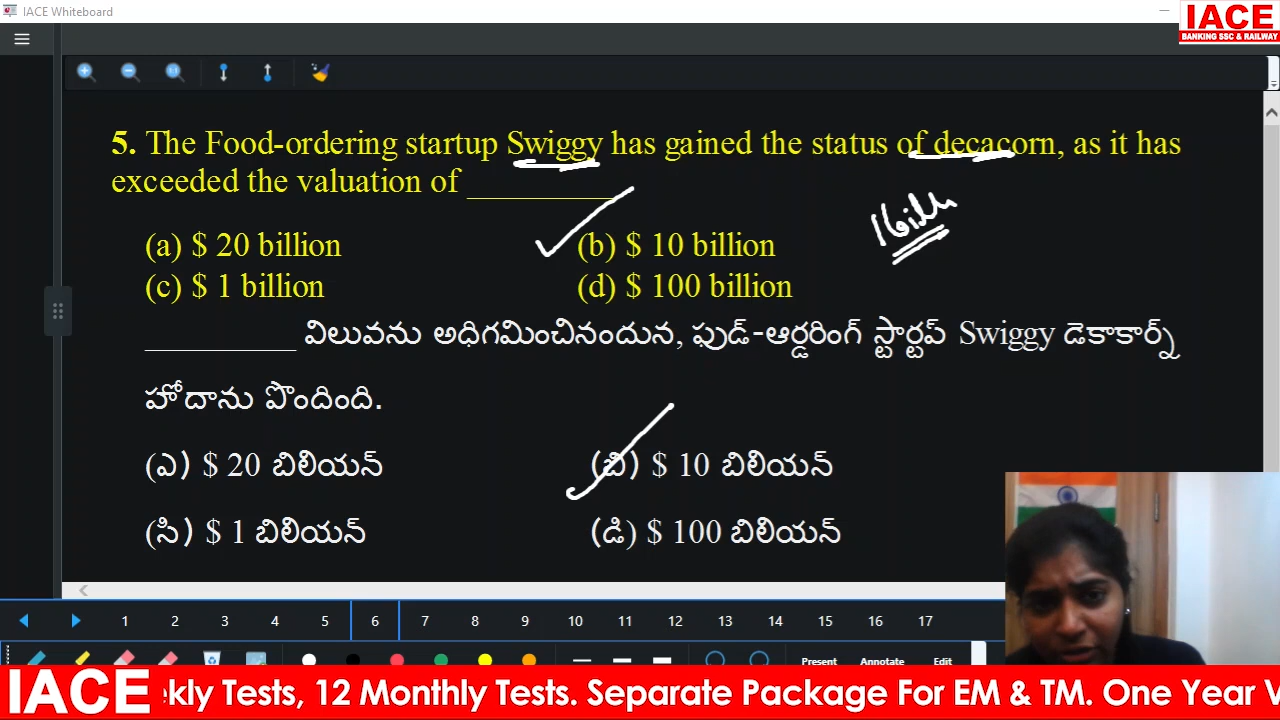 IACE Whiteboard
IACE
BANKING SSC & RAILWAY
5. The Food-ordering startup Swiggy has gained the status of decacorn, as it has
exceeded the valuation of __________
(a) $ 20 billion (b) $ 10 billion
(c) $ 1 billion (d) $ 100 billion
__________ విలువను అధిగమించినందున, ఫుడ్-ఆర్డరింగ్ స్టార్టప్ Swiggy డెకాకార్న్
హోదాను పొందింది.
(ఎ) $ 20 బిలియన్ (బి) $ 10 బిలియన్
(సి) $ 1 బిలియన్ (డి) $ 100 బిలియన్
1 2 3 4 5 6 7 8 9 10 11 12 13 14 15 16 17
Present Annotate Edit
IACE ekly Tests, 12 Monthly Tests. Separate Package For EM & TM. One Year V